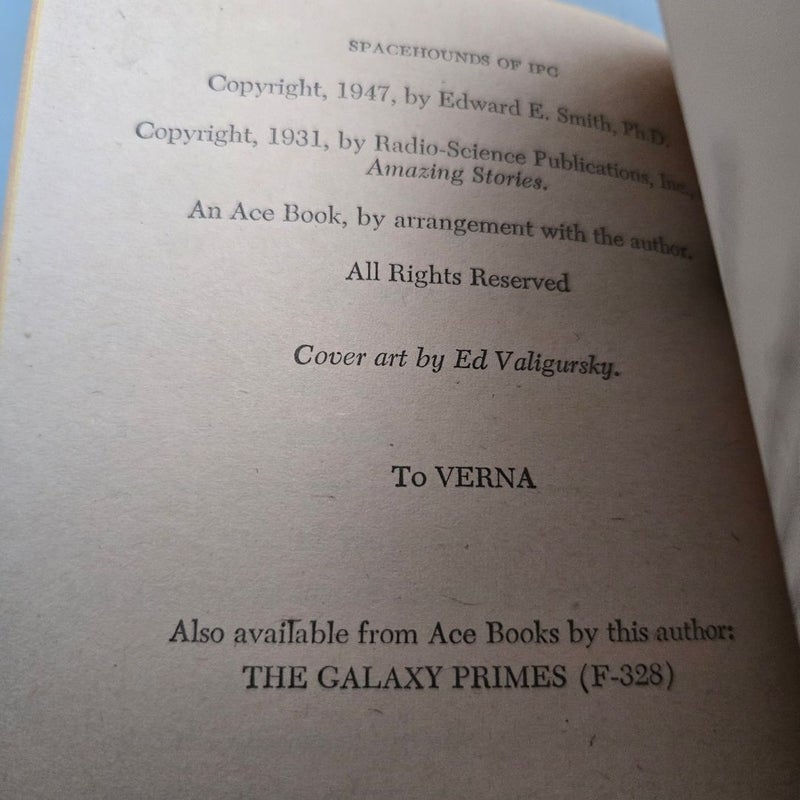 SPACEHOUNDS OF IPC
Copyright, 1947, by Edward E. Smith, Ph.D.
Copyright, 1931, by Radio-Science Publications, Inc.,
Amazing Stories.
An Ace Book, by arrangement with the author.
All Rights Reserved
Cover art by Ed Valigursky.
To VERNA
Also available from Ace Books by this author:
THE GALAXY PRIMES (F-328)